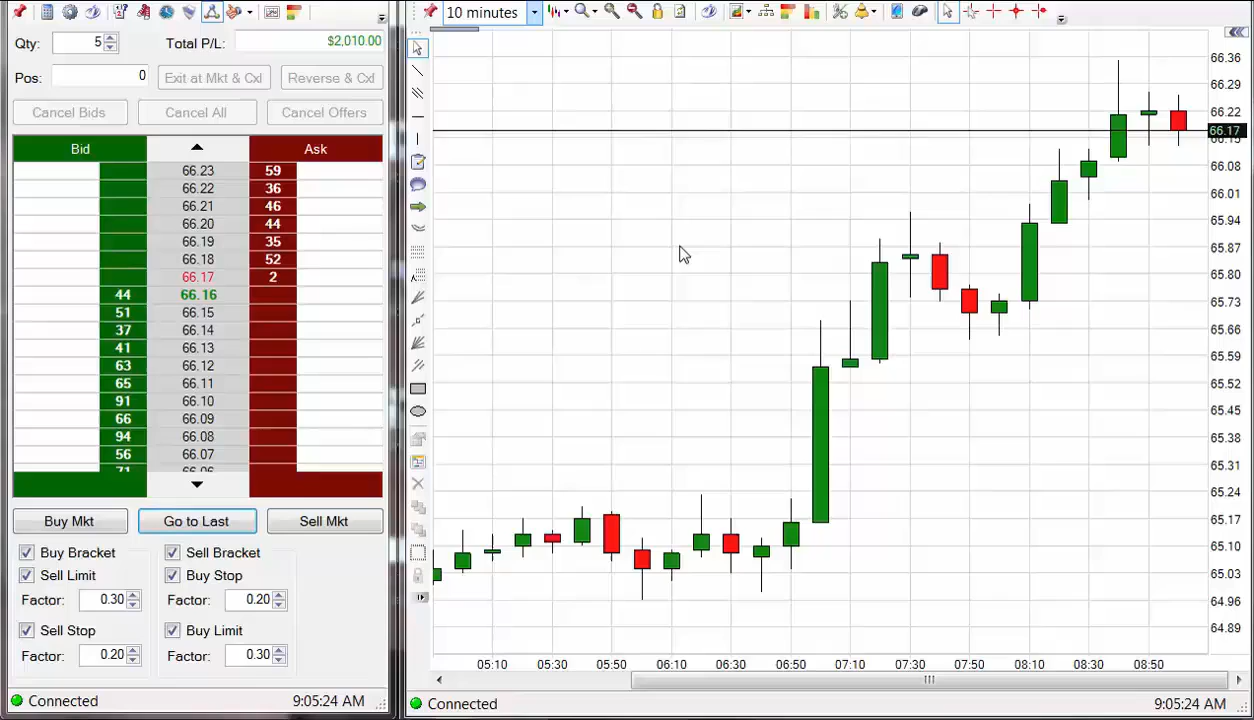 10 minutes
Qty: 5 Total P/L: $2,010.00
Pos: 0 Exit at Mkt & Cxl Reverse & Cxl
Cancel Bids Cancel All Cancel Offers
Bid Ask
66.23 59
66.22 36
66.21 46
66.20 44
66.19 35
66.18 52
66.17 2
44 66.16
51 66.15
37 66.14
41 66.13
63 66.12
65 66.11
91 66.10
66 66.09
94 66.08
56 66.07
71 66.06
Buy Mkt Go to Last Sell Mkt
Buy Bracket Sell Bracket
Sell Limit Buy Stop
Factor: 0.30 Factor: 0.20
Sell Stop Buy Limit
Factor: 0.20 Factor: 0.30
Connected 9:05:24 AM
66.36
66.29
66.22
66.17
66.15
66.08
66.01
65.94
65.87
65.80
65.73
65.66
65.59
65.52
65.45
65.38
65.31
65.24
65.17
65.10
65.03
64.96
64.89
05:10 05:30 05:50 06:10 06:30 06:50 07:10 07:30 07:50 08:10 08:30 08:50
Connected 9:05:24 AM